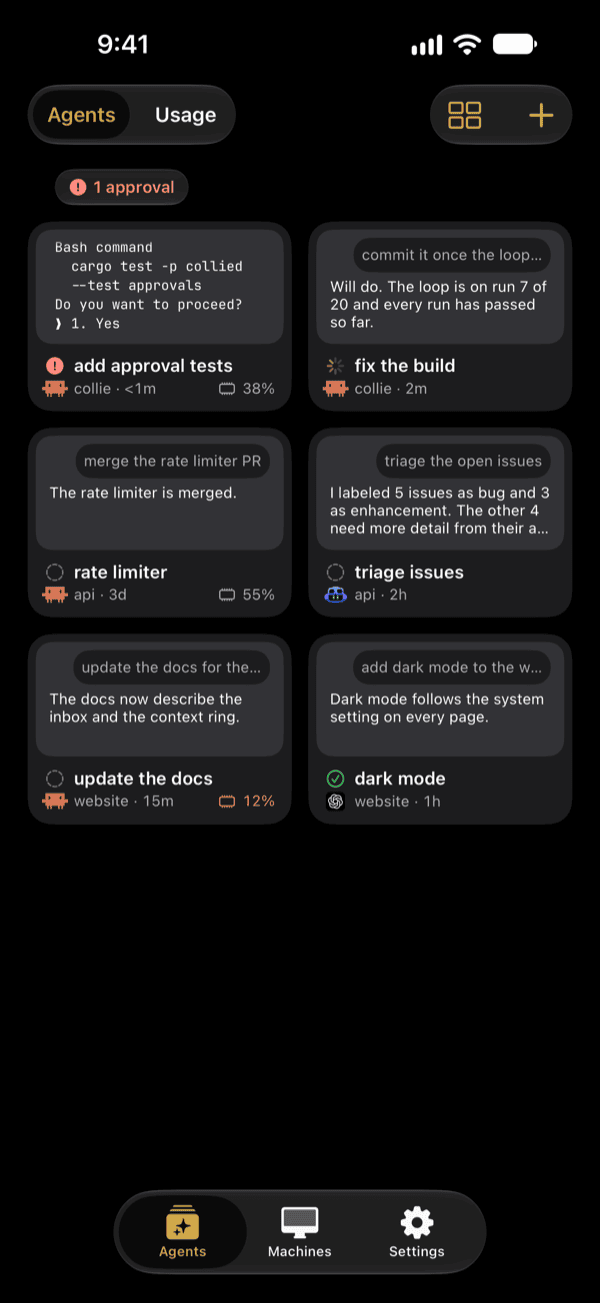 9:41
Agents
Usage
1 approval
Bash command
cargo test -p collied
--test approvals
Do you want to proceed?
❯ 1. Yes
add approval tests
collie · <1m
38%
commit it once the loop...
Will do. The loop is on run 7 of
20 and every run has passed
so far.
fix the build
collie · 2m
merge the rate limiter PR
The rate limiter is merged.
rate limiter
api · 3d
55%
triage the open issues
I labeled 5 issues as bug and 3
as enhancement. The other 4
need more detail from their a...
triage issues
api · 2h
update the docs for the...
The docs now describe the
inbox and the context ring.
update the docs
website · 15m
12%
add dark mode to the w...
Dark mode follows the system
setting on every page.
dark mode
website · 1h
Agents
Machines
Settings